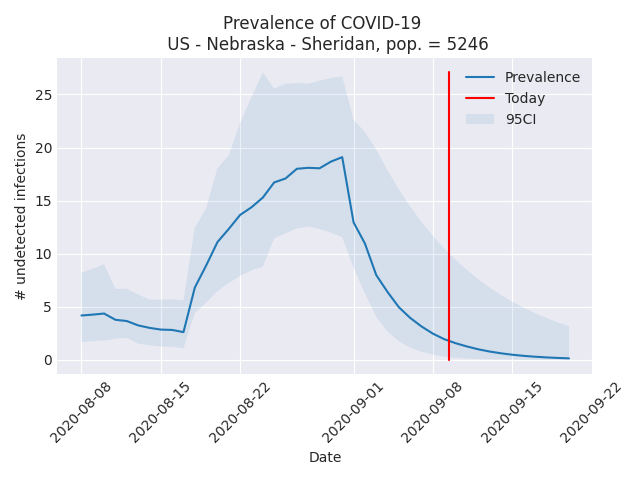 Prevalence of COVID-19
US - Nebraska - Sheridan, pop. = 5246
Prevalence
Today
95CI
# undetected infections
25
20
15
10
5
0
2020-08-08
2020-08-15
2020-08-22
2020-09-01
2020-09-08
2020-09-15
2020-09-22
Date